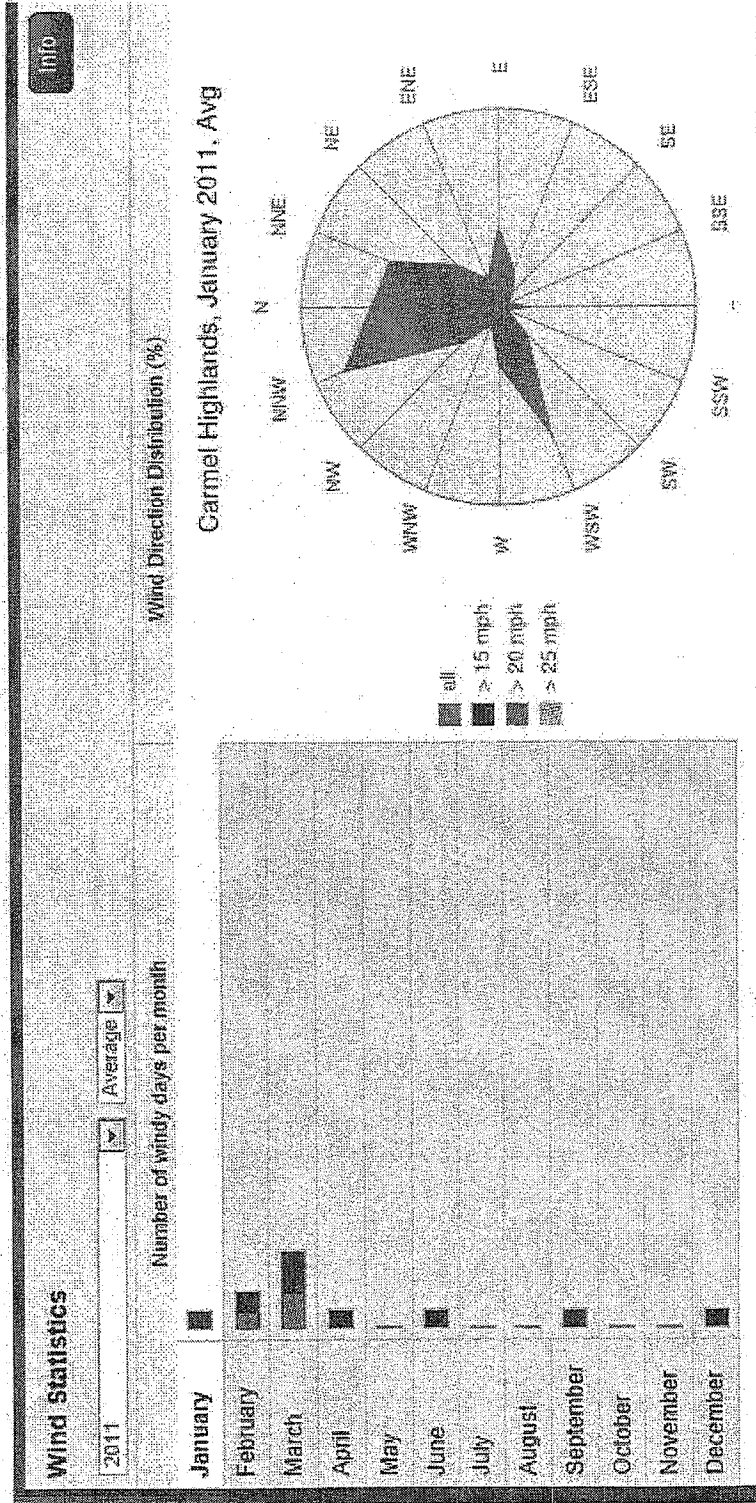 Wind Statistics
Info
2011 Average
Number of windy days per month
Wind Direction Distribution (%)
January
February
March
April
May
June
July
August
September
October
November
December
all
> 15 mph
> 20 mph
> 25 mph
Carmel Highlands, January 2011, Avg
N
NNE
NE
ENE
E
ESE
SE
SSE
SSW
SW
WSW
W
WNW
NW
NNW